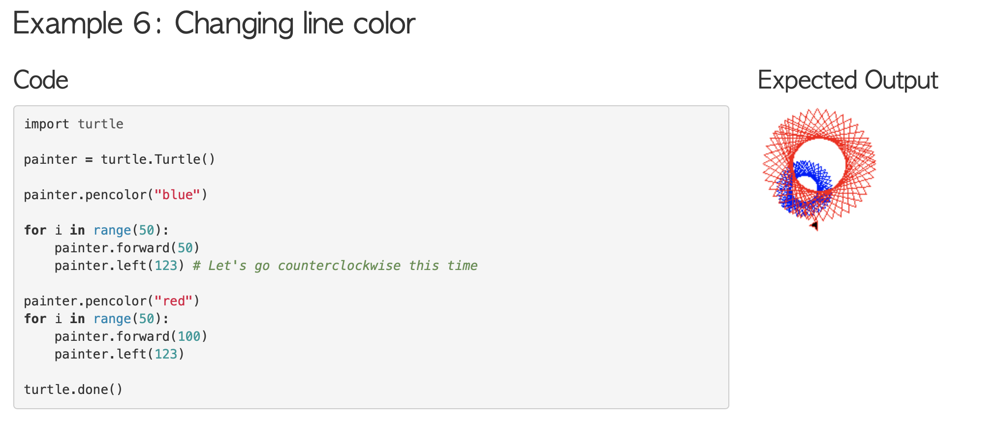 Example 6: Changing line color
Code
import turtle
painter = turtle.Turtle()
painter.pencolor("blue")
for i in range(50):
    painter.forward(50)
    painter.left(123) # Let's go counterclockwise this time
painter.pencolor("red")
for i in range(50):
    painter.forward(100)
    painter.left(123)
turtle.done()
Expected Output